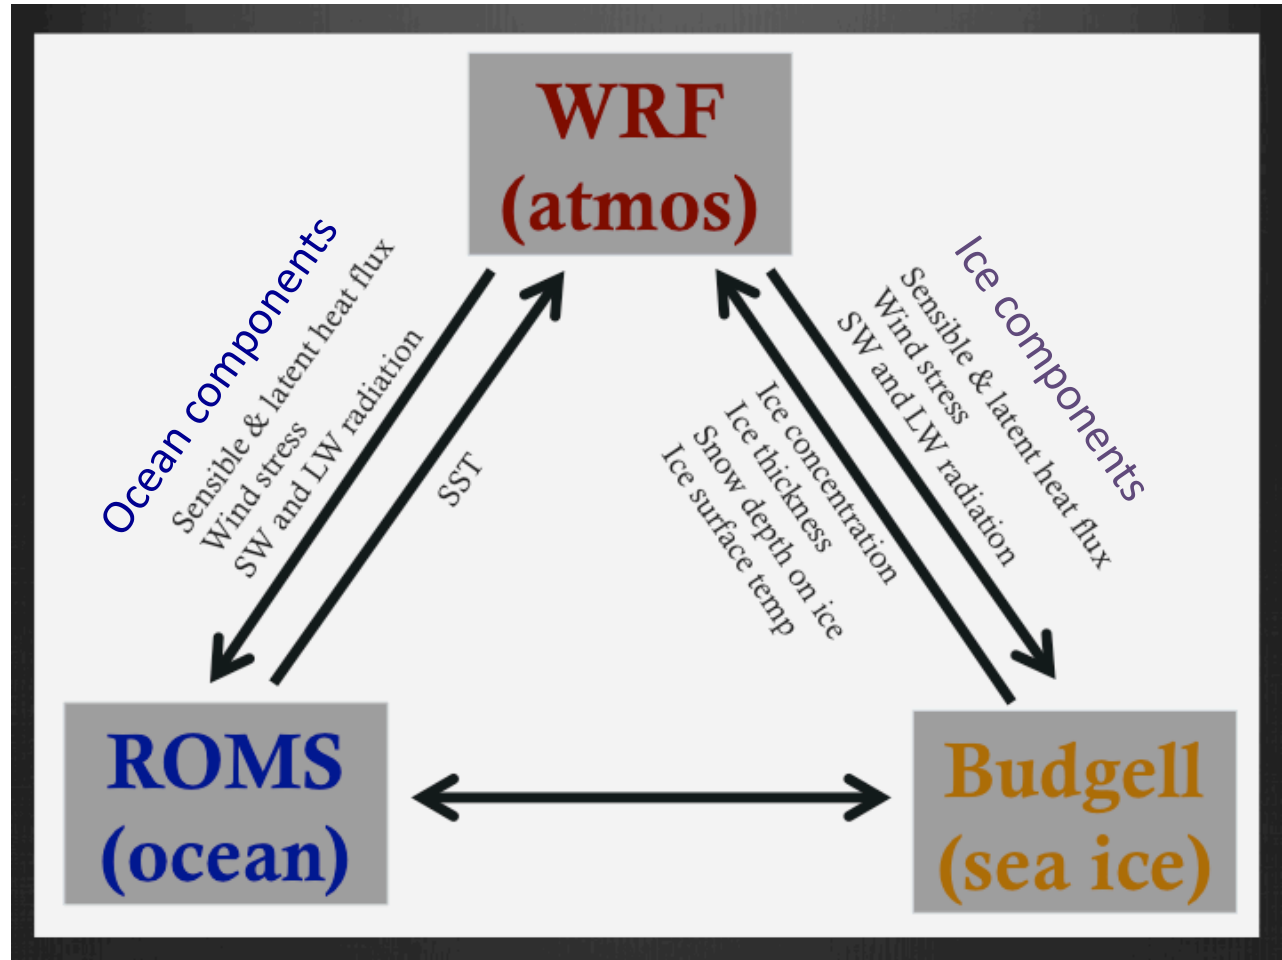 WRF
(atmos)
Ocean components
Sensible & latent heat flux
Wind stress
SW and LW radiation
SST
Ice components
Sensible & latent heat flux
Wind stress
SW and LW radiation
Ice concentration
Ice thickness
Snow depth on ice
Ice surface temp
ROMS
(ocean)
Budgell
(sea ice)